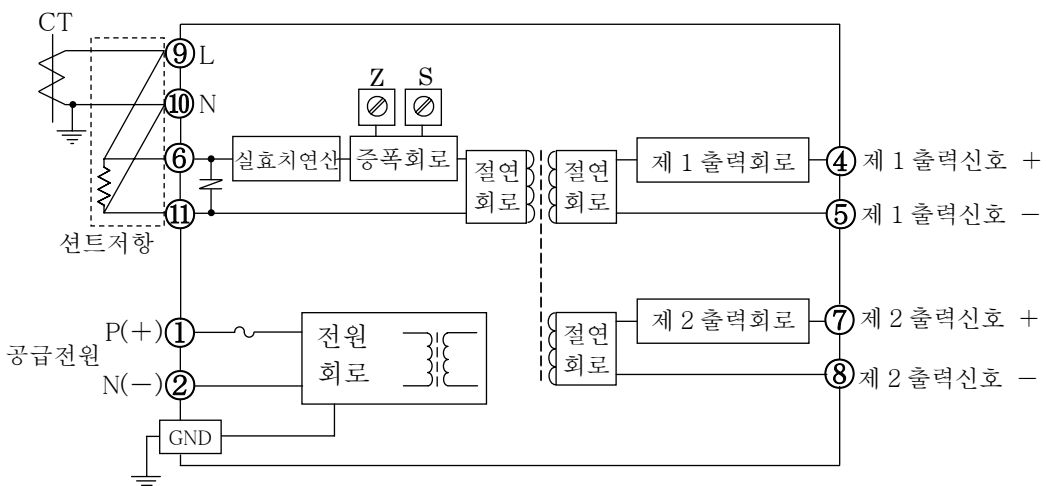 CT
⑨ L
⑩ N
Z S
⑥ 실효치연산 증폭회로 절연 회로 절연 회로 제 1 출력회로 ④ 제 1 출력신호 +
⑪ ⑤ 제 1 출력신호 －
션트저항
공급전원
P(+) ① 전원 회로
N(－) ②
절연 회로 제 2 출력회로 ⑦ 제 2 출력신호 +
⑧ 제 2 출력신호 －
GND